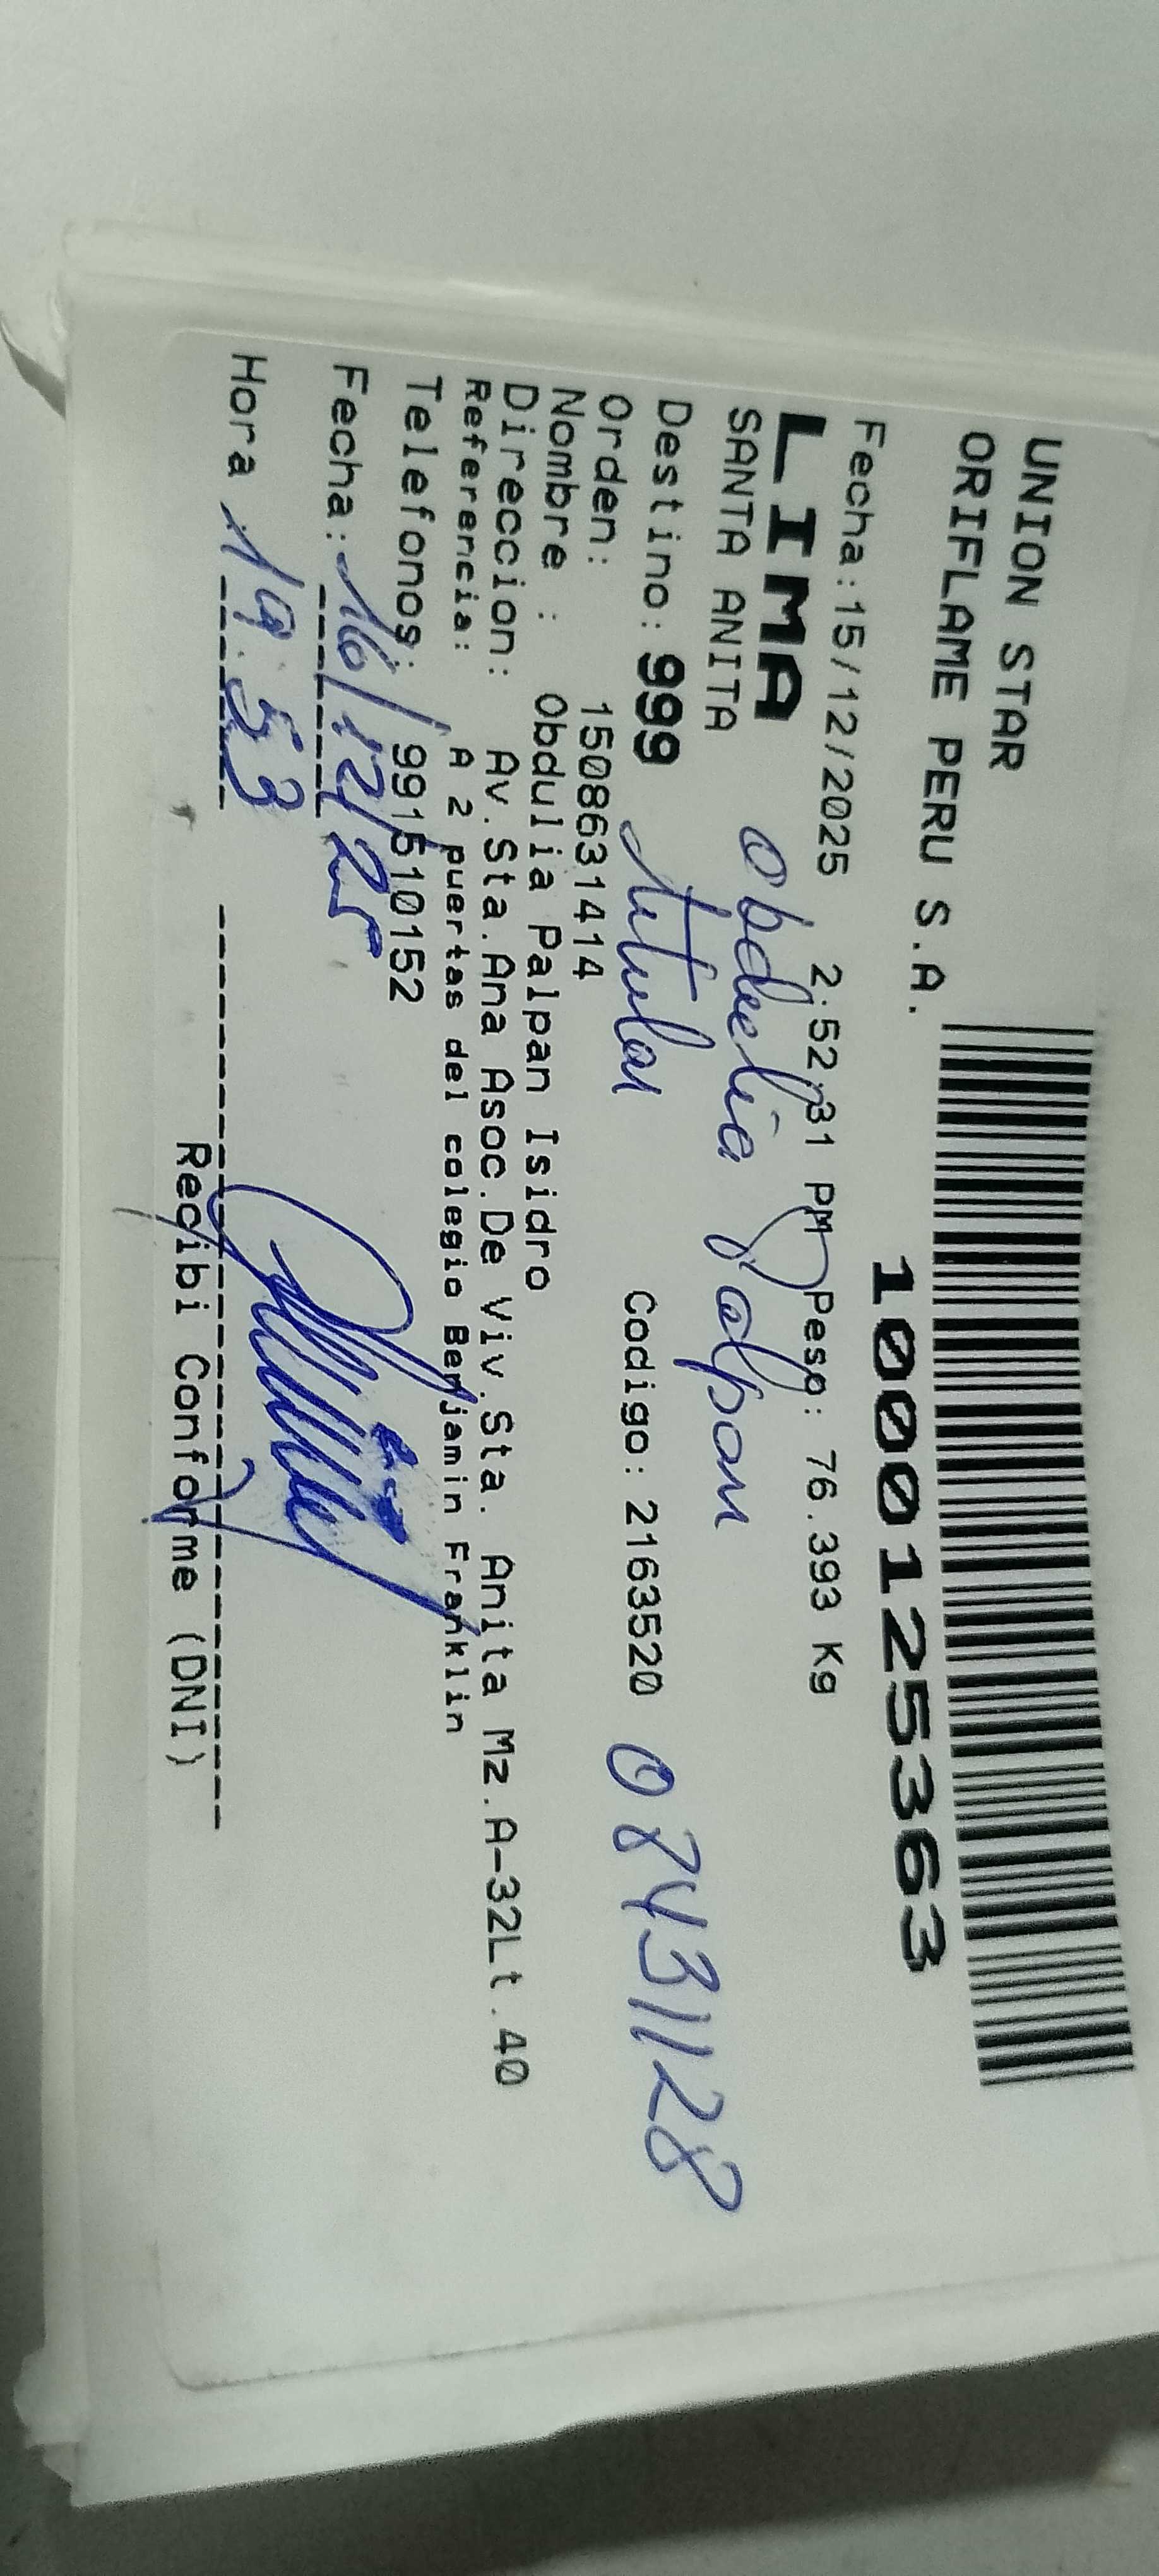 UNION STAR
ORIFLAME PERU S.A.
1000125363
Fecha:15/12/2025 2:52:31 PM Peso: 76.393 Kg
LIMA
SANTA ANITA
Obdulia Palpan
Destino: 999
titular
Codigo: 2163520
08431128
Orden: 1508631414
Nombre : Obdulia Palpan Isidro
Direccion: Av.Sta.Ana Asoc.De Viv.Sta. Anita Mz.A-32Lt.40
Referencia: A 2 puertas del colegio Benjamin Franklin
Telefonos: 991510152
Fecha: 16/12/25
Hora 19:53
Recibi Conforme (DNI)